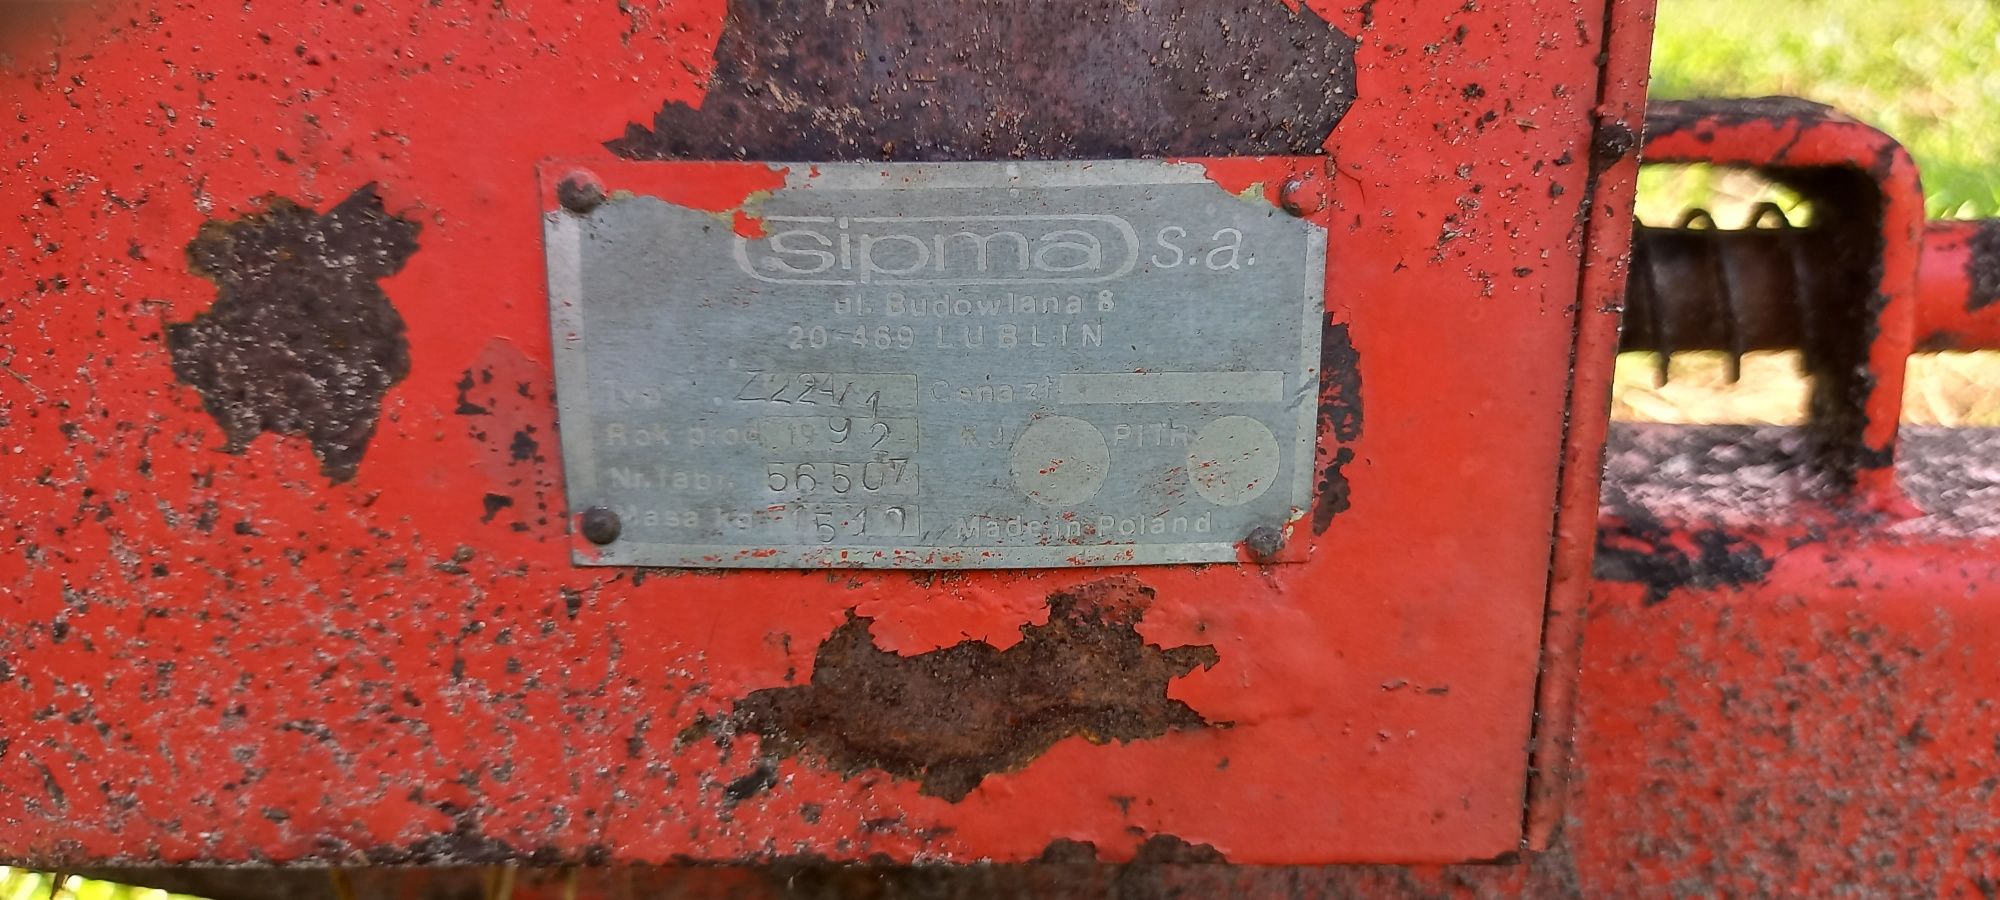 sipma s.a.
ul. Budowlana 8
20-469 LUBLIN
Typ Z224/1 Cena zł
Rok prod. 1992 KJ PITR
Nr. fabr. 56507
Masa kg 1510 Made in Poland